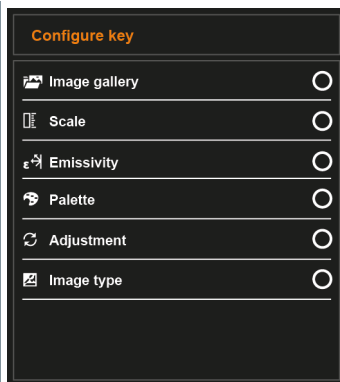 Configure key
Image gallery
Scale
ε Emissivity
Palette
Adjustment
Image type